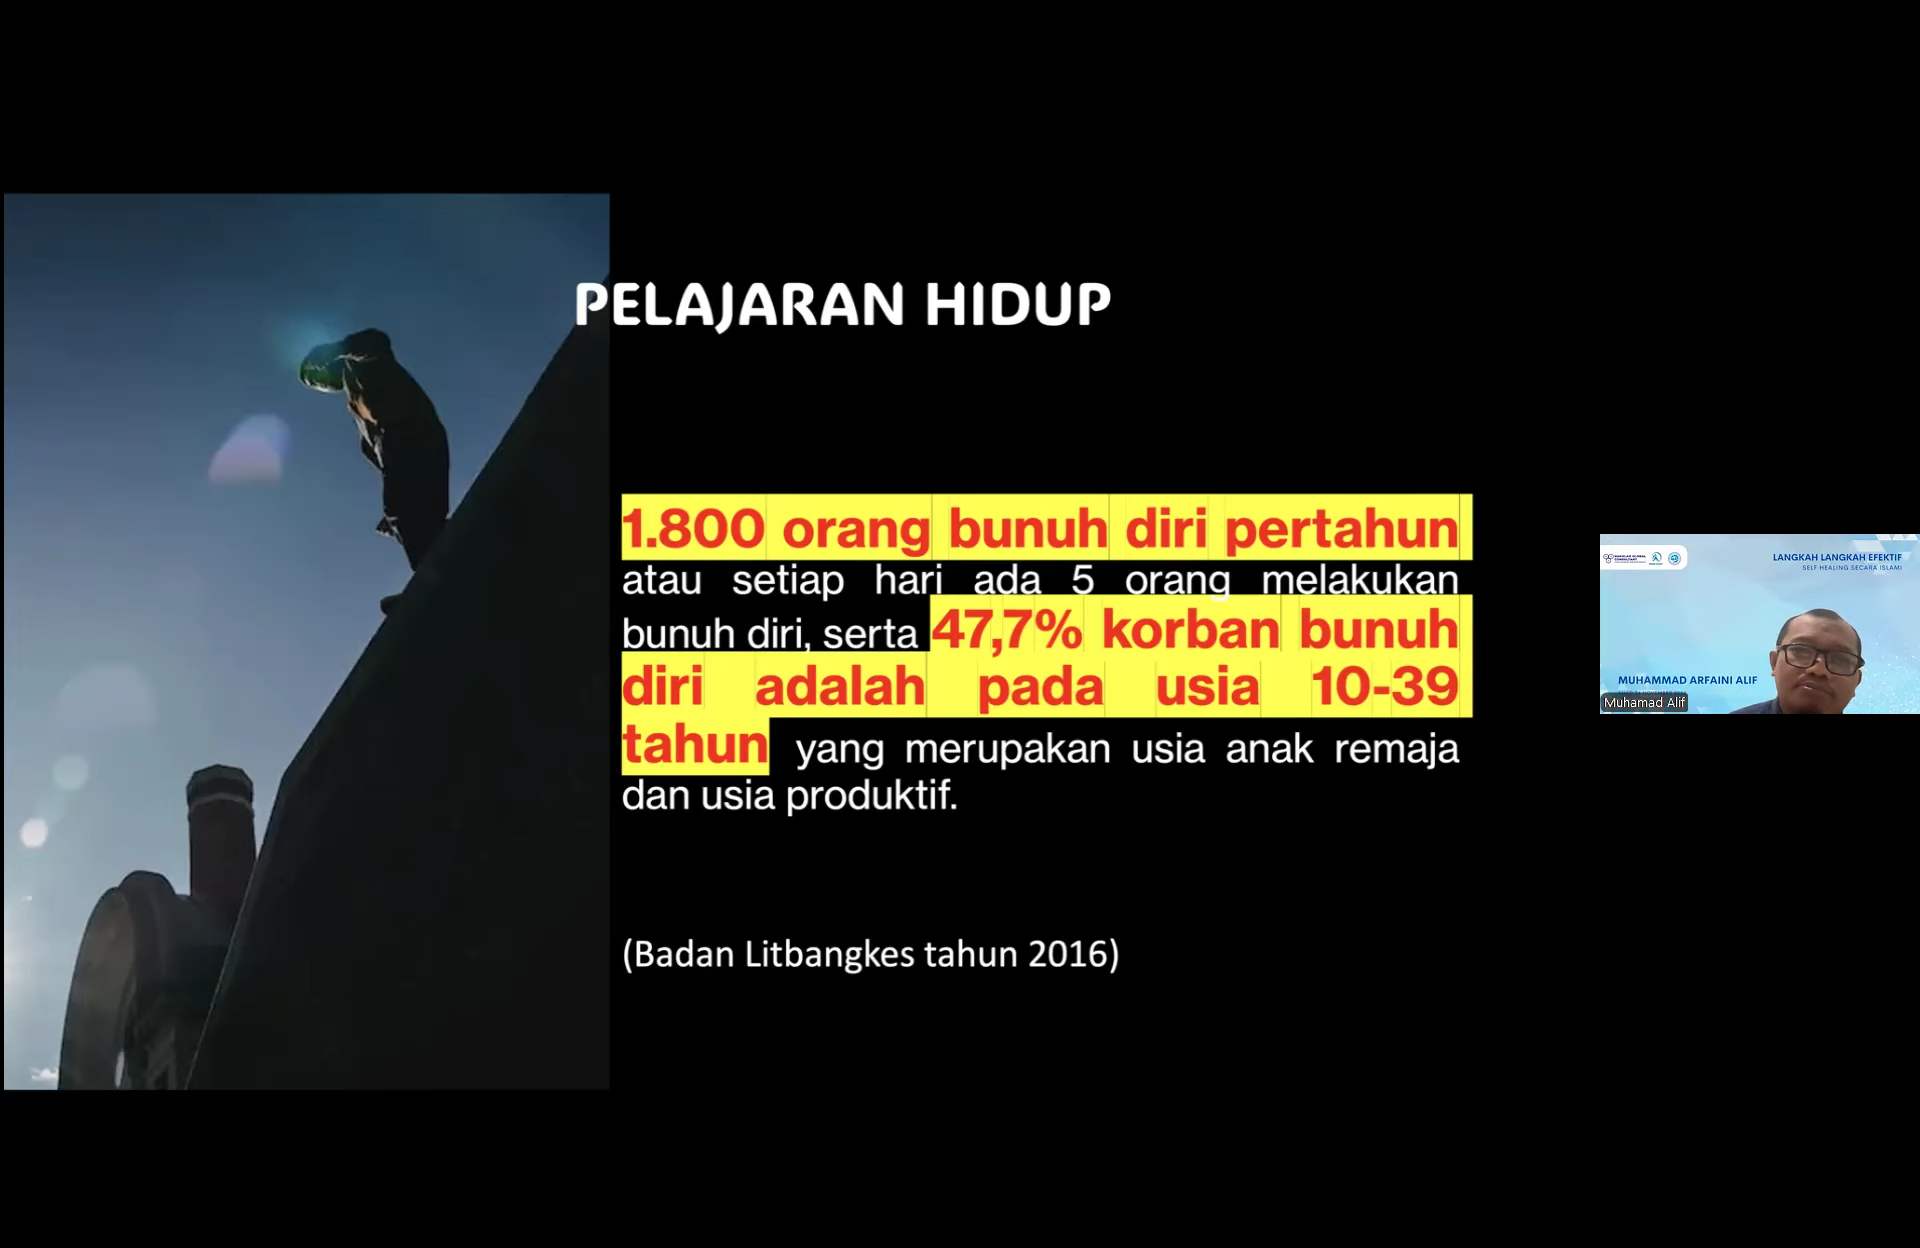 PELAJARAN HIDUP
1.800 orang bunuh diri pertahun
atau setiap hari ada 5 orang melakukan
bunuh diri, serta 47,7% korban bunuh
diri adalah pada usia 10-39
tahun yang merupakan usia anak remaja
dan usia produktif.
(Badan Litbangkes tahun 2016)
LANGKAH LANGKAH EFEKTIF
SELF HEALING SECARA ISLAMI
MUHAMMAD ARFAINI ALIF
Muhamad Alif